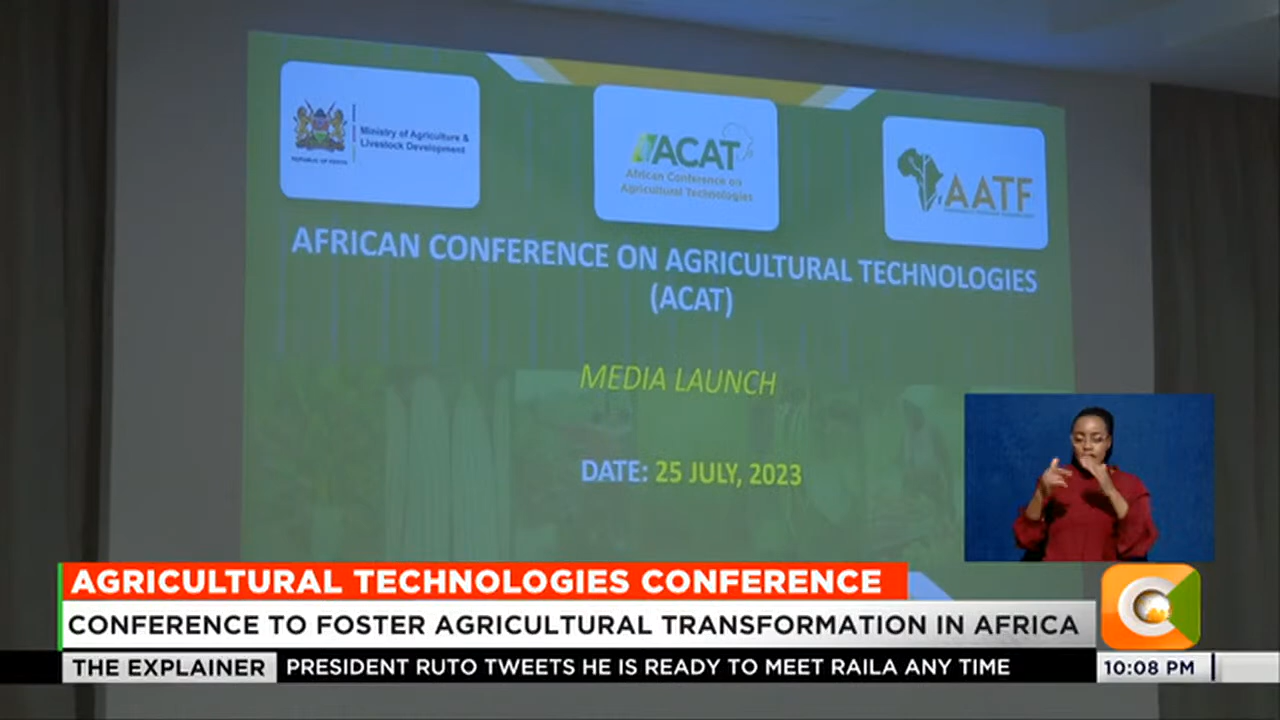 REPUBLIC OF KENYA
Ministry of Agriculture &
Livestock Development
ACAT
African Conference on
Agricultural Technologies
AATF
AFRICAN CONFERENCE ON AGRICULTURAL TECHNOLOGIES
(ACAT)
MEDIA LAUNCH
DATE: 25 JULY, 2023
AGRICULTURAL TECHNOLOGIES CONFERENCE
CONFERENCE TO FOSTER AGRICULTURAL TRANSFORMATION IN AFRICA
THE EXPLAINER PRESIDENT RUTO TWEETS HE IS READY TO MEET RAILA ANY TIME
10:08 PM